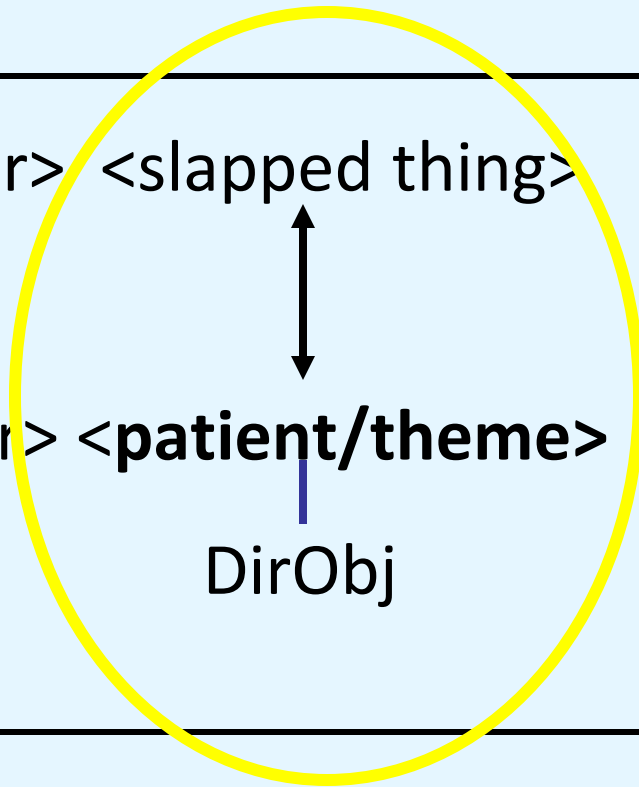 r> <slapped thing>
r> <patient/theme>
DirObj